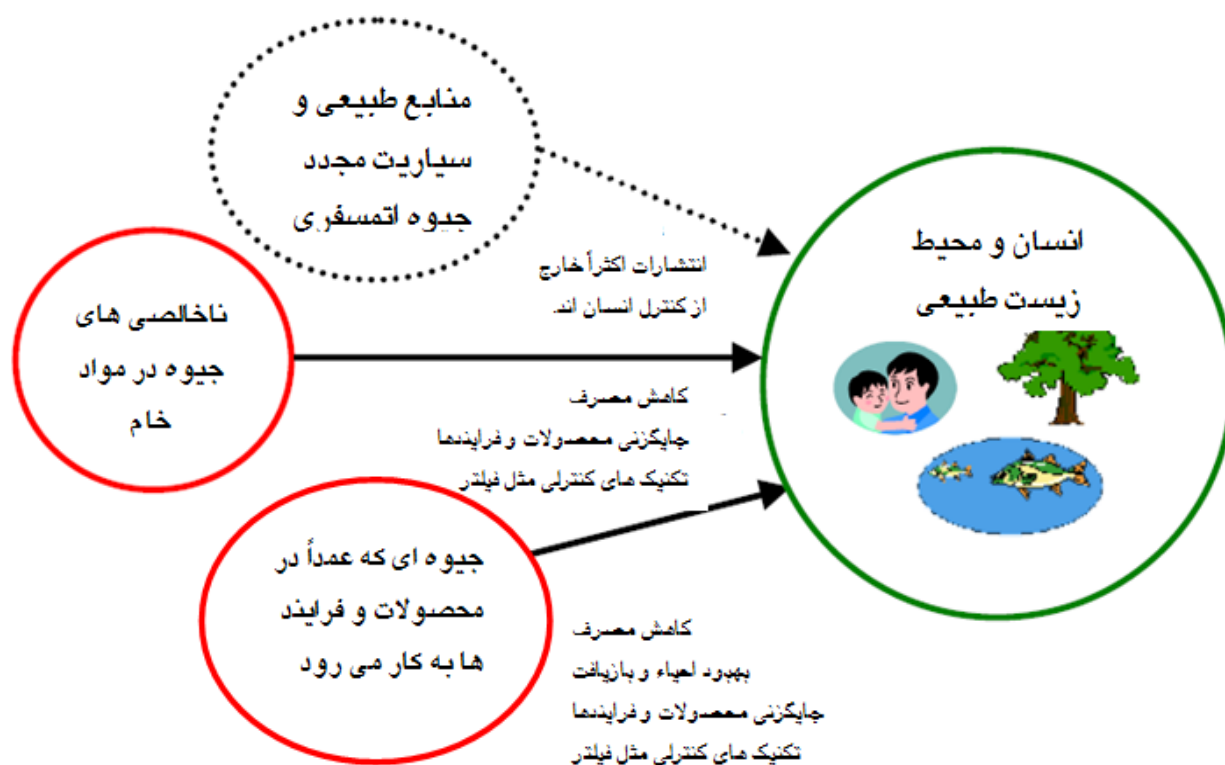 منابع طبیعی و
سیاریت مجدد
جیوه اتمسفری
انسان و محیط
زیست طبیعی
انتشارات اکثراً خارج
از کنترل انسان اند.
ناخالصی های
جیوه در مواد
خام
کاهش مصرف
جایگزنی محصولات و فرایندها
تکنیک های کنترلی مثل فیلتر
جیوه ای که عمداً در
محصولات و فرایند
ها به کار می رود
کاهش مصرف
بهبود احیاء و بازیافت
جایگزنی محصولات و فرایندها
تکنیک های کنترلی مثل فیلتر